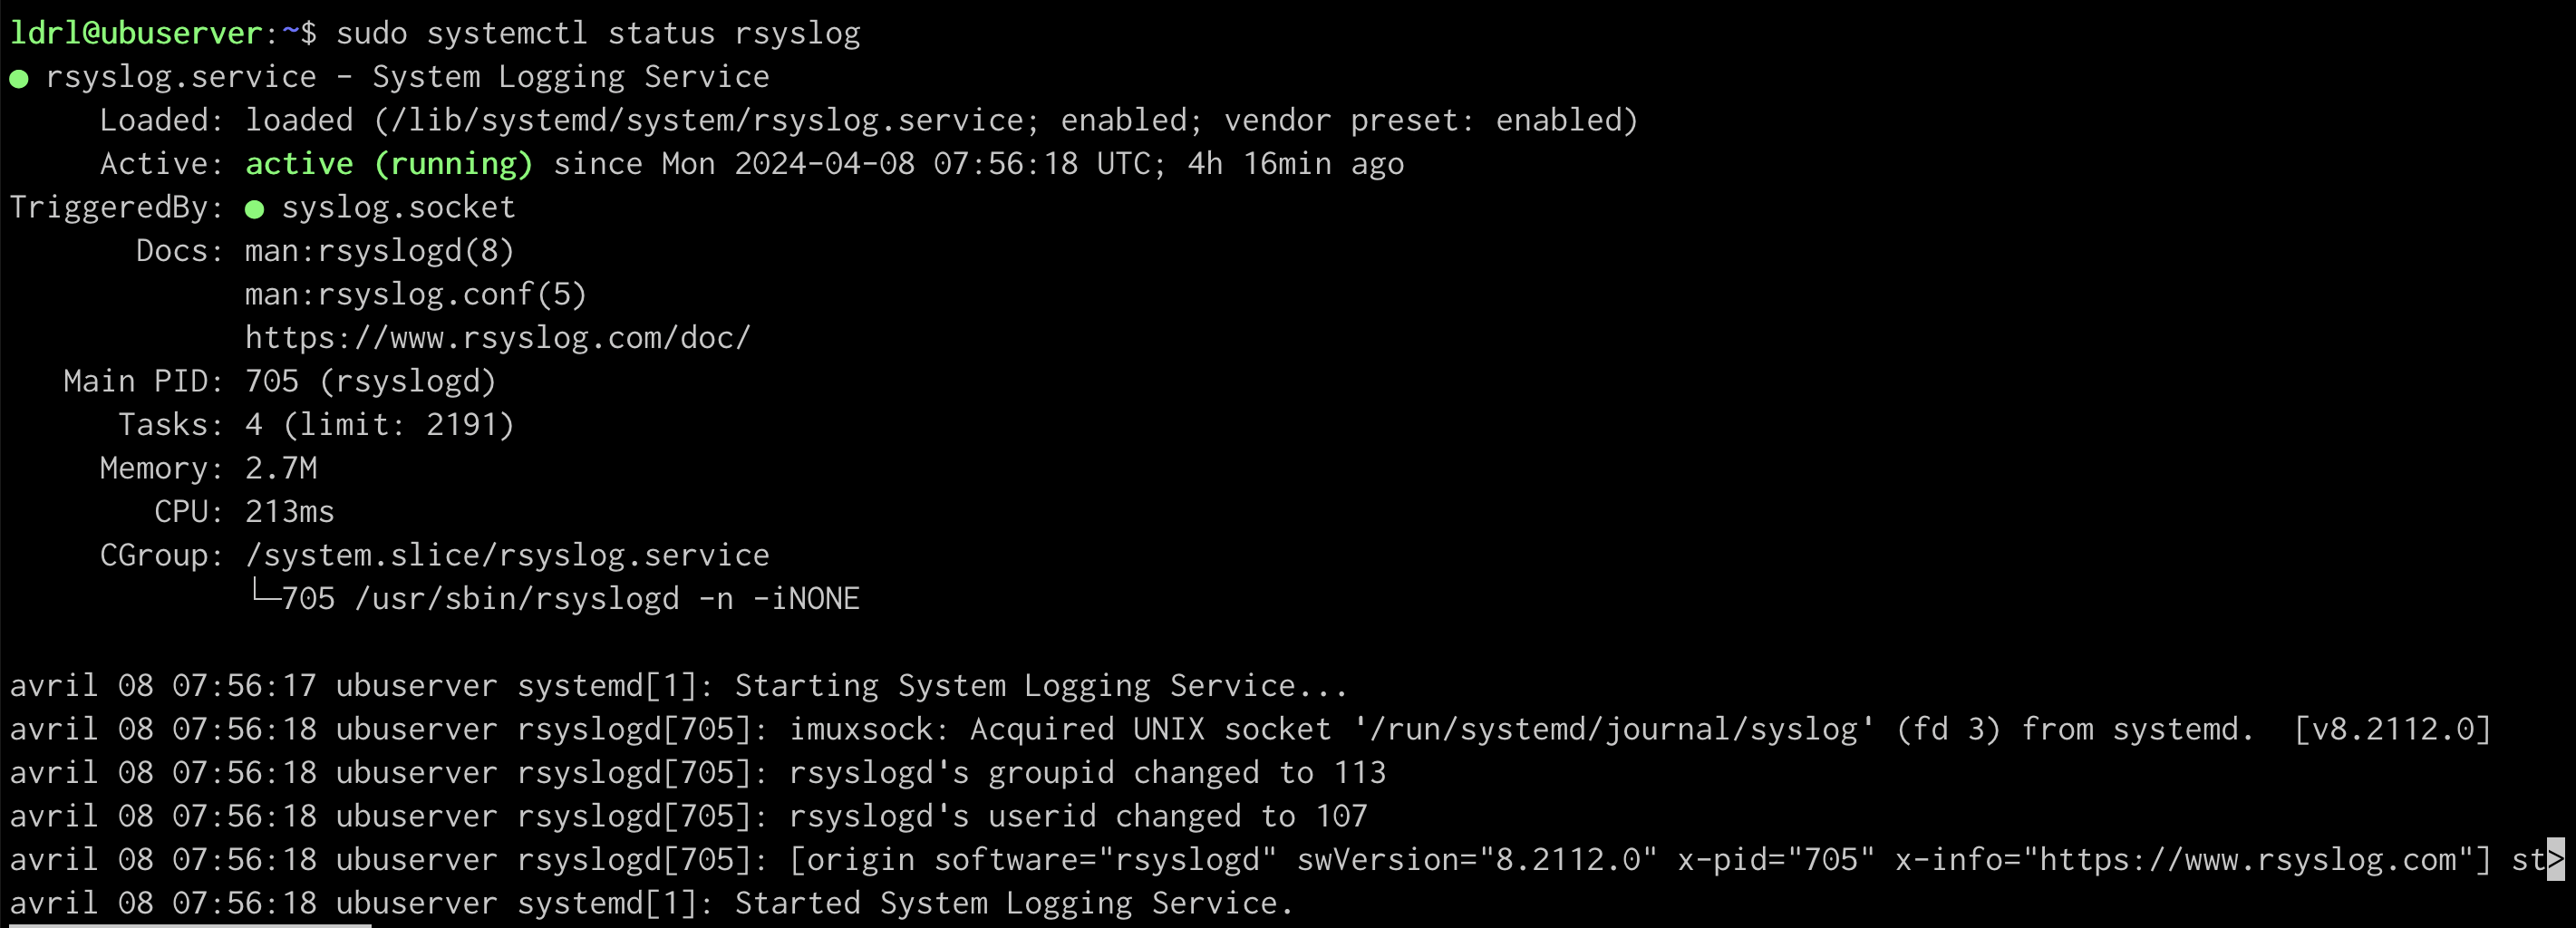 ldrl@ubuserver:~$ sudo systemctl status rsyslog
● rsyslog.service - System Logging Service
     Loaded: loaded (/lib/systemd/system/rsyslog.service; enabled; vendor preset: enabled)
     Active: active (running) since Mon 2024-04-08 07:56:18 UTC; 4h 16min ago
TriggeredBy: ● syslog.socket
       Docs: man:rsyslogd(8)
             man:rsyslog.conf(5)
             https://www.rsyslog.com/doc/
   Main PID: 705 (rsyslogd)
      Tasks: 4 (limit: 2191)
     Memory: 2.7M
        CPU: 213ms
     CGroup: /system.slice/rsyslog.service
             └─705 /usr/sbin/rsyslogd -n -iNONE

avril 08 07:56:17 ubuserver systemd[1]: Starting System Logging Service...
avril 08 07:56:18 ubuserver rsyslogd[705]: imuxsock: Acquired UNIX socket '/run/systemd/journal/syslog' (fd 3) from systemd.  [v8.2112.0]
avril 08 07:56:18 ubuserver rsyslogd[705]: rsyslogd's groupid changed to 113
avril 08 07:56:18 ubuserver rsyslogd[705]: rsyslogd's userid changed to 107
avril 08 07:56:18 ubuserver rsyslogd[705]: [origin software="rsyslogd" swVersion="8.2112.0" x-pid="705" x-info="https://www.rsyslog.com"] st>
avril 08 07:56:18 ubuserver systemd[1]: Started System Logging Service.